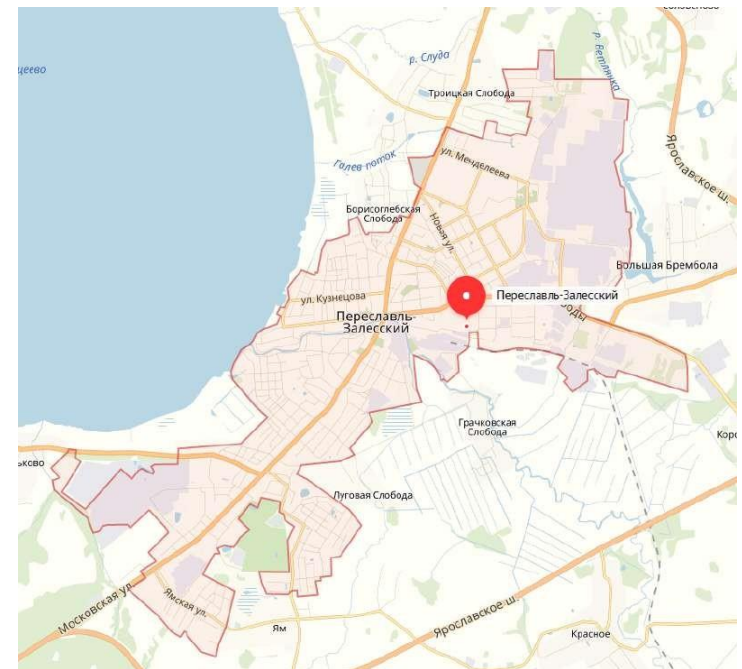 р. Слуда
р. Ветлянка
Троицкая Слобода
Ярославское ш.
ул. Менделеева
Галев поток
Борисоглебская
Слобода
Новая ул.
Большая Брембола
ул. Кузнецова
Переславль-Залесский
Переславль-
Залесский
Грачковская
Слобода
Луговая Слобода
Московская ул.
Ямская ул.
Ям
Ярославское ш.
Красное